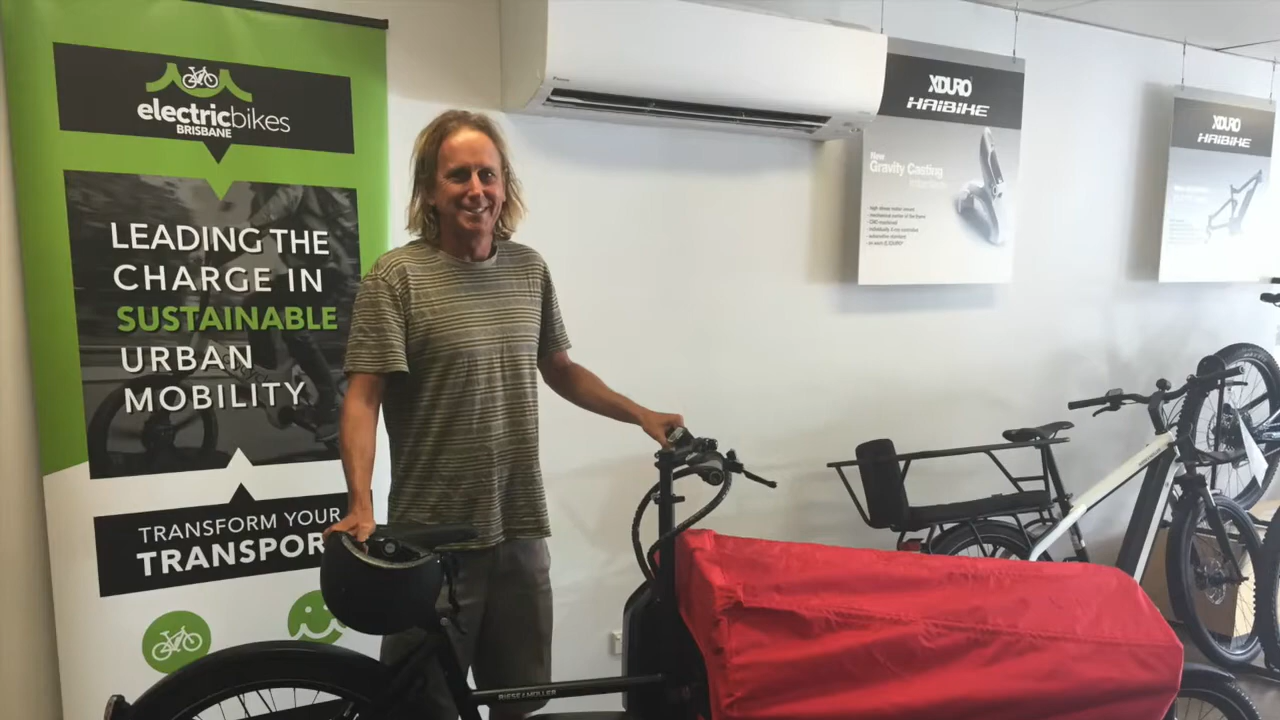 electricbikes
BRISBANE
LEADING THE
CHARGE IN
SUSTAINABLE
URBAN
MOBILITY
TRANSFORM YOUR
TRANSPOR
XDURO
HAIBIKE
New
Gravity Casting
XDURO
HAIBIKE
RIESE & MÜLLER